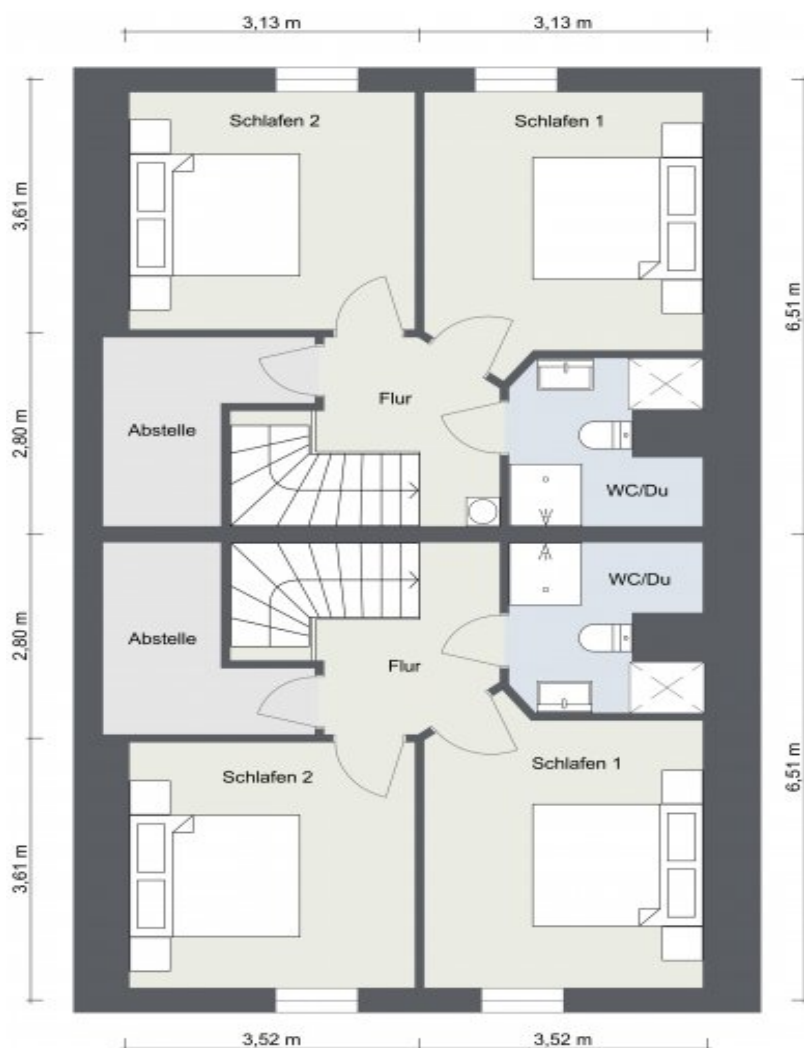 3,13 m 3,13 m
Schlafen 2 Schlafen 1
3,61 m
6,51 m
Flur
Abstelle
2,80 m
WC/Du
WC/Du
Abstelle
2,80 m
Flur
Schlafen 2 Schlafen 1
6,51 m
3,61 m
3,52 m 3,52 m